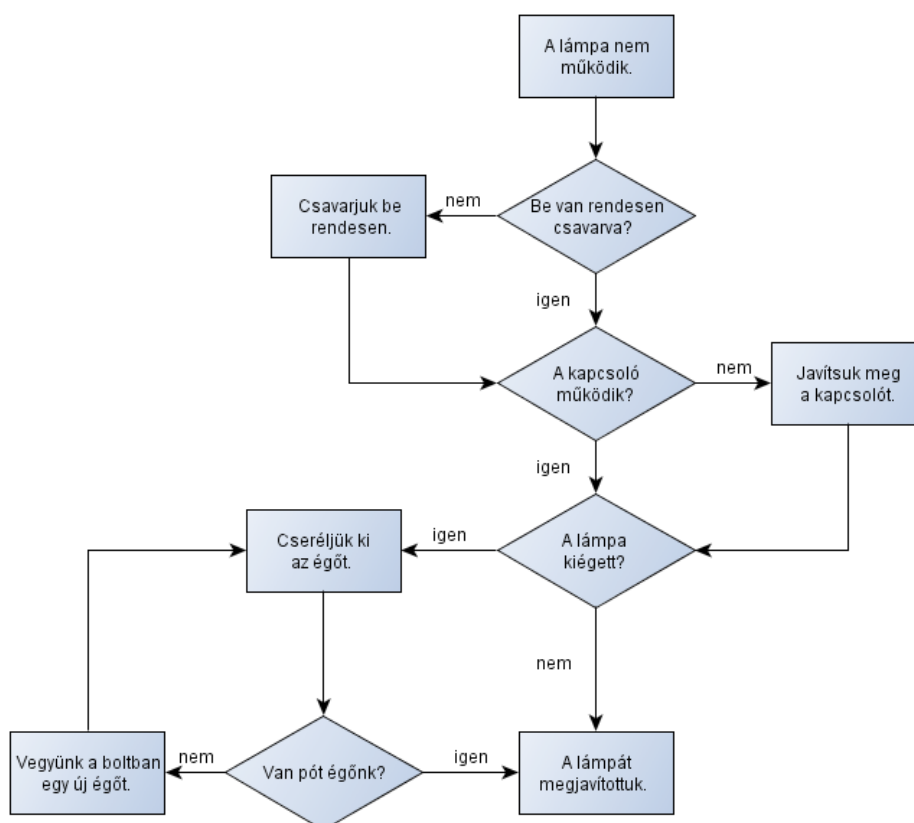 A lámpa nem
működik.
Be van rendesen
csavarva?
nem
Csavarjuk be
rendesen.
igen
A kapcsoló
működik?
nem
Javítsuk meg
a kapcsolót.
igen
A lámpa
kiégett?
igen
Cseréljük ki
az égőt.
nem
Van pót égőnk?
nem
Vegyünk a boltban
egy új égőt.
igen
A lámpát
megjavítottuk.